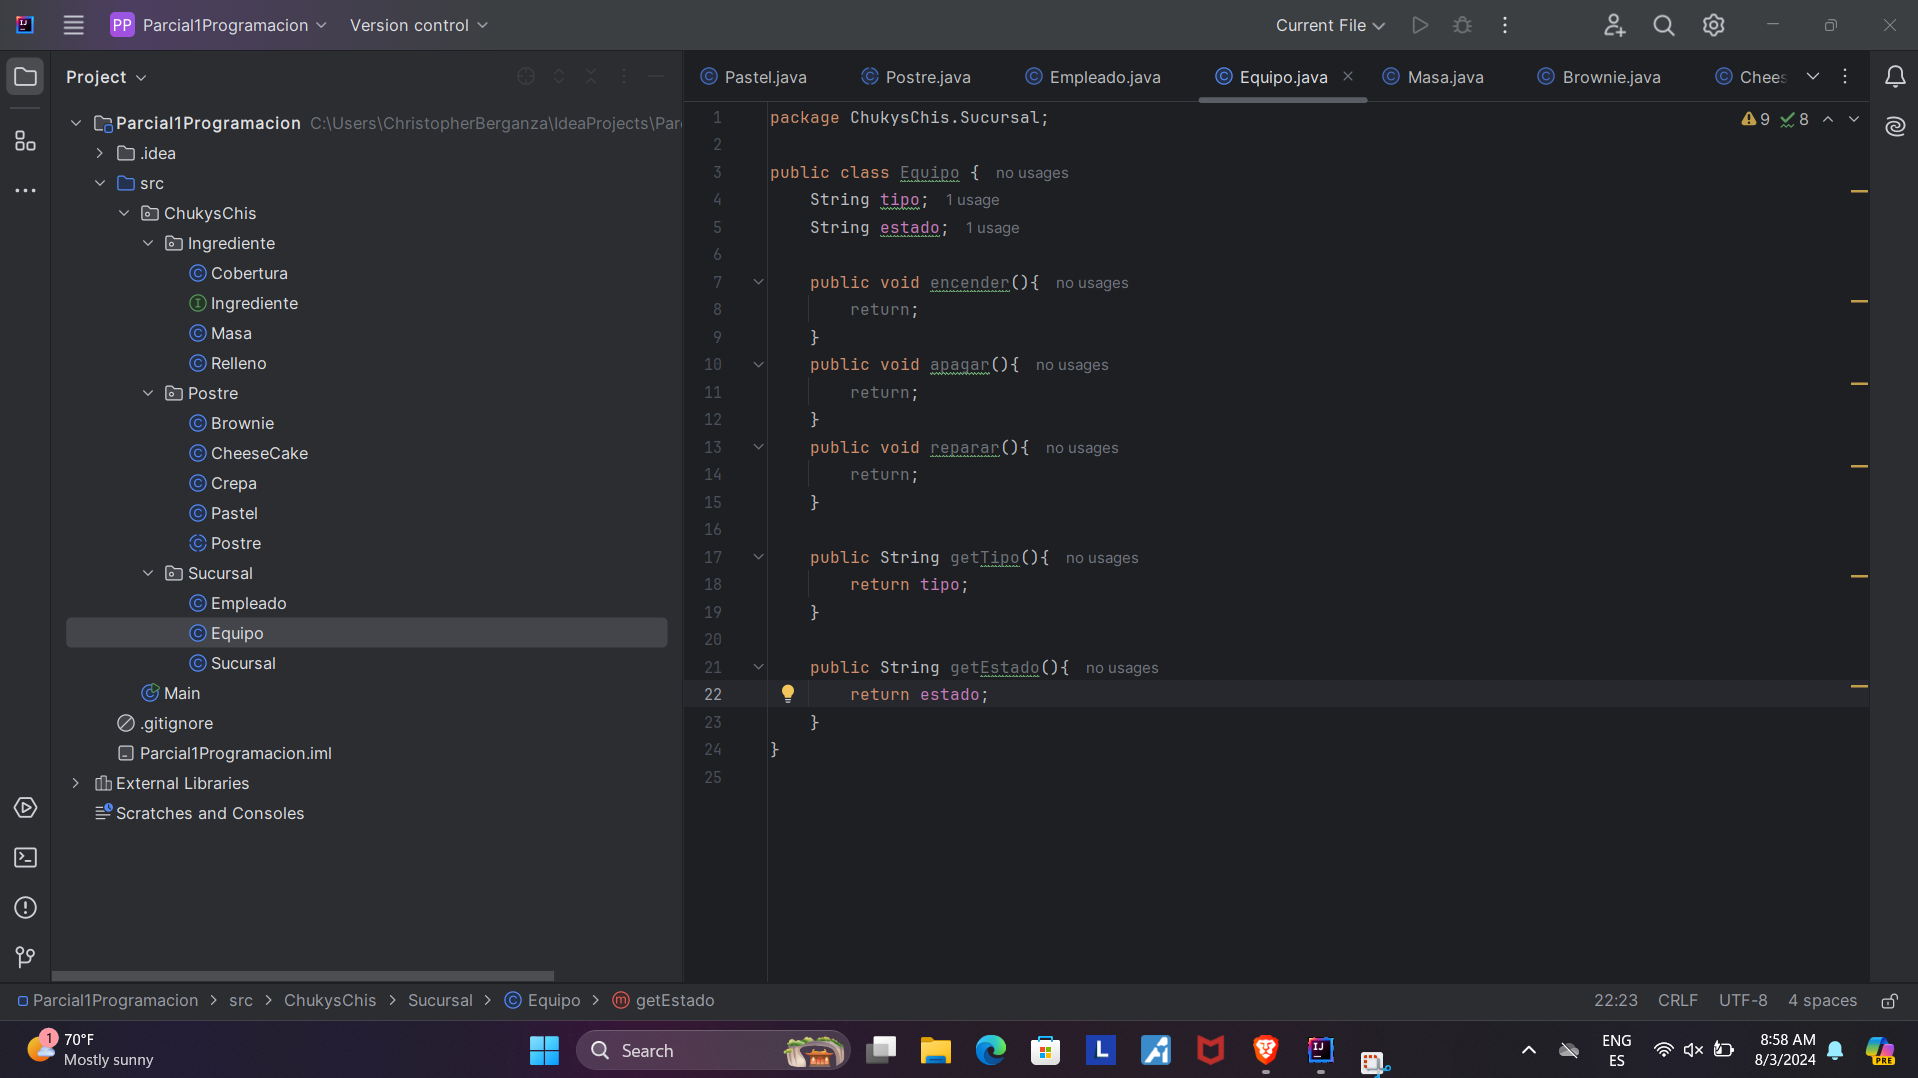 PP Parcial1Programacion Version control Current File
Project
Pastel.java Postre.java Empleado.java Equipo.java Masa.java Brownie.java Chees
Parcial1Programacion C:\Users\ChristopherBerganza\IdeaProjects\Par
.idea
src
ChukysChis
Ingrediente
Cobertura
Ingrediente
Masa
Relleno
Postre
Brownie
CheeseCake
Crepa
Pastel
Postre
Sucursal
Empleado
Equipo
Sucursal
Main
.gitignore
Parcial1Programacion.iml
External Libraries
Scratches and Consoles
9 8
1 package ChukysChis.Sucursal;
2
3 public class Equipo { no usages
4 String tipo; 1 usage
5 String estado; 1 usage
6
7 public void encender(){ no usages
8 return;
9 }
10 public void apagar(){ no usages
11 return;
12 }
13 public void reparar(){ no usages
14 return;
15 }
16
17 public String getTipo(){ no usages
18 return tipo;
19 }
20
21 public String getEstado(){ no usages
22 return estado;
23 }
24 }
25
Parcial1Programacion > src > ChukysChis > Sucursal > Equipo > getEstado 22:23 CRLF UTF-8 4 spaces
1 70°F
Mostly sunny
Search
ENG
ES
8:58 AM
8/3/2024
PRE